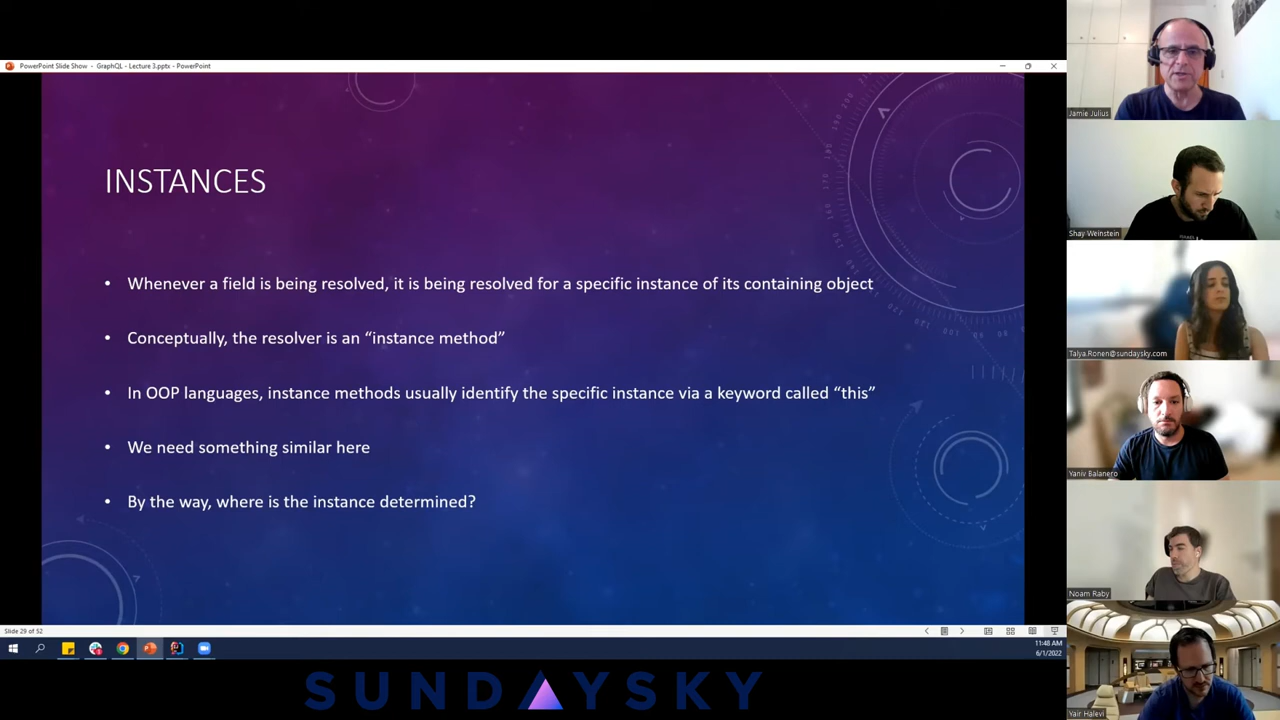 PowerPoint Slide Show - GraphQL - Lecture 3.pptx - PowerPoint
INSTANCES
• Whenever a field is being resolved, it is being resolved for a specific instance of its containing object
• Conceptually, the resolver is an “instance method”
• In OOP languages, instance methods usually identify the specific instance via a keyword called “this”
• We need something similar here
• By the way, where is the instance determined?
Slide 29 of 52
11:48 AM
6/1/2022
SUNDAYSKY
Jamie Julius
Shay Weinstein
Talya.Ronen@sundaysky.com
Yaniv Balanero
Noam Raby
Yair Halevi